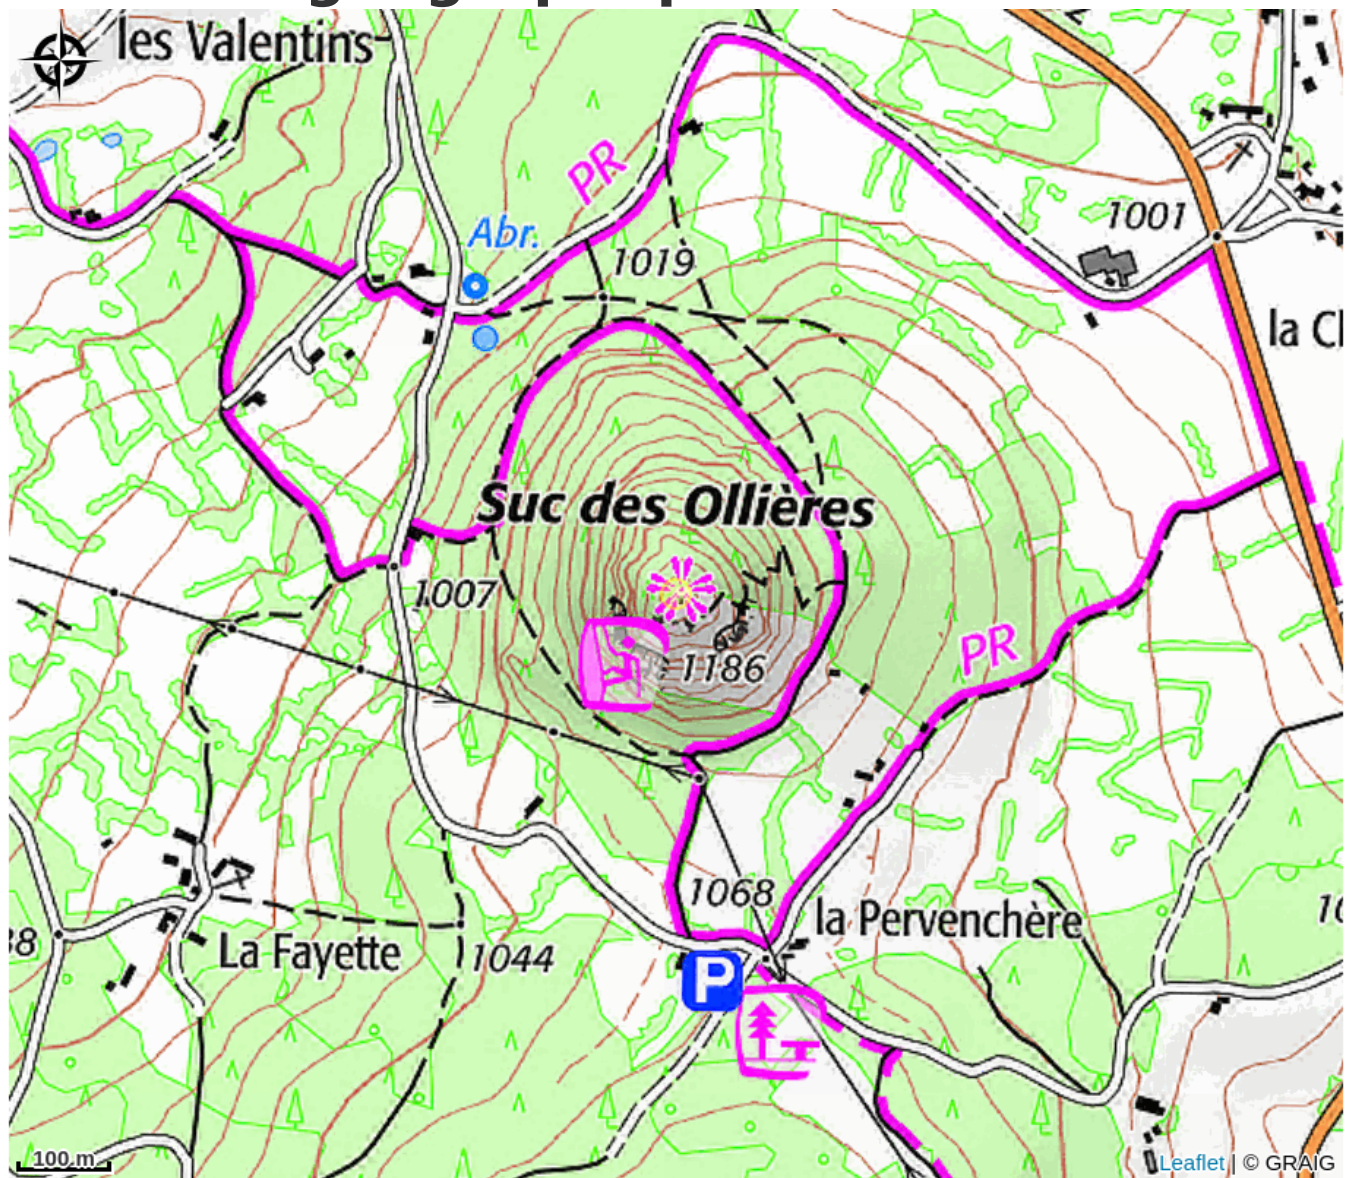 les Valentins
PR
Abr.
1001
1019
la Cl
Suc des Ollières
1007
PR
1186
1068
la Pervenchère
La Fayette
1044
P
100 m
Leaflet | © GRAIG